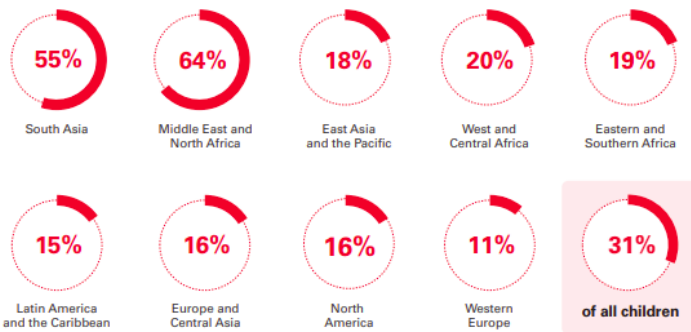 55%
64%
18%
20%
19%
South Asia
Middle East and
North Africa
East Asia
and the Pacific
West and
Central Africa
Eastern and
Southern Africa
15%
16%
16%
11%
31%
Latin America
and the Caribbean
Europe and
Central Asia
North
America
Western
Europe
of all children